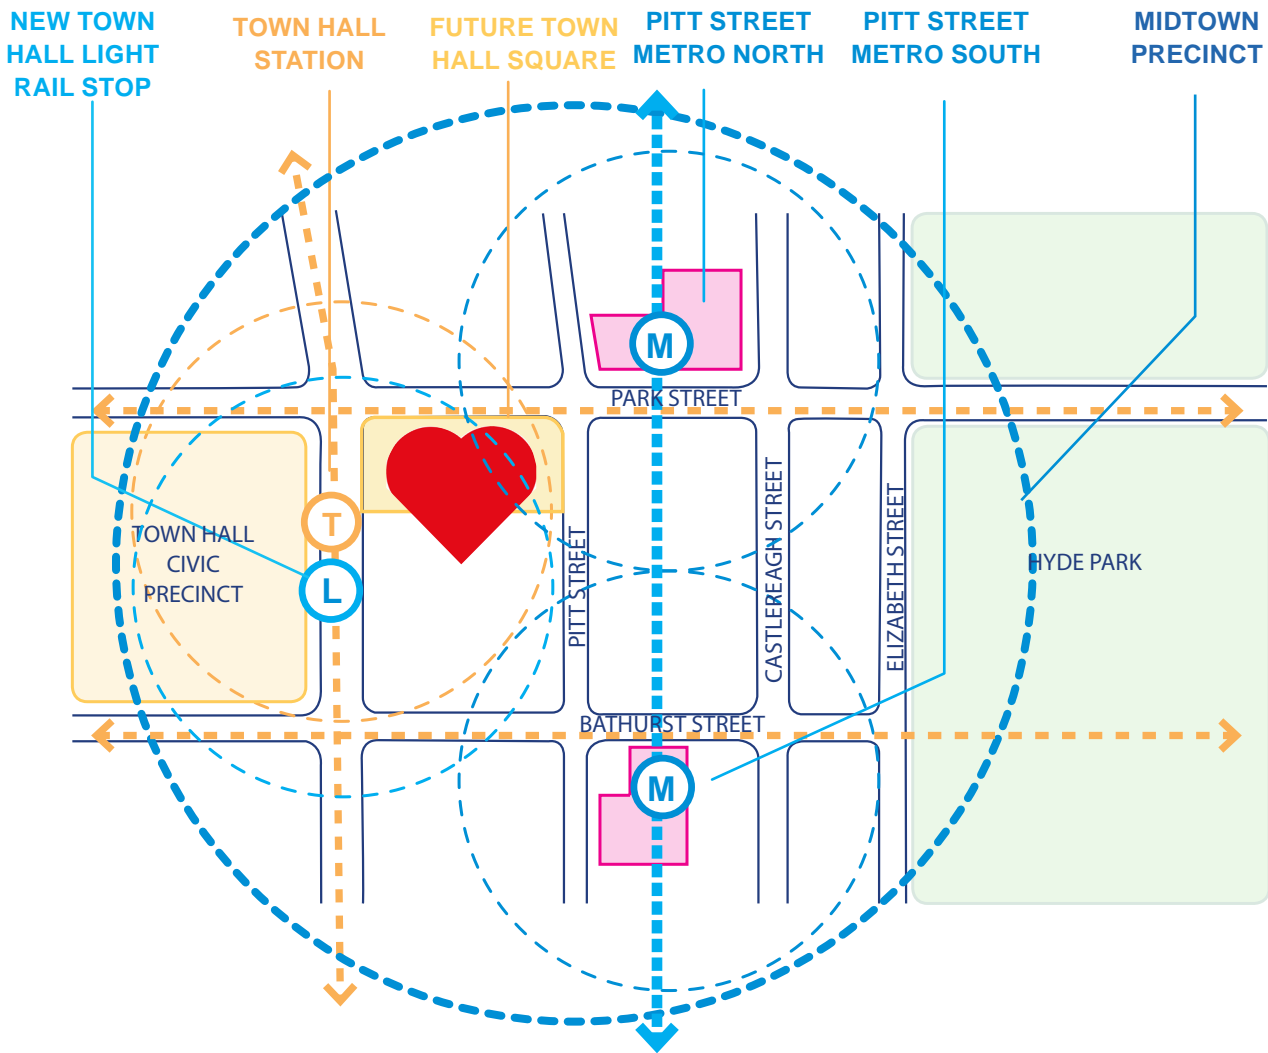 NEW TOWN
HALL LIGHT
RAIL STOP
TOWN HALL
STATION
FUTURE TOWN
HALL SQUARE
PITT STREET
METRO NORTH
PITT STREET
METRO SOUTH
MIDTOWN
PRECINCT
M
PARK STREET
T
TOWN HALL
CIVIC
PRECINCT
L
PITT STREET
CASTLEREAGH STREET
ELIZABETH STREET
HYDE PARK
BATHURST STREET
M